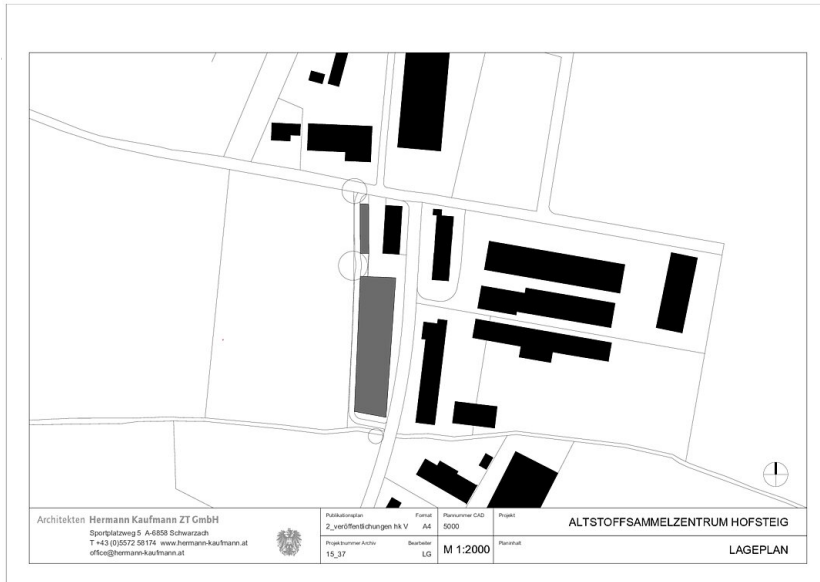 Architekten Hermann Kaufmann ZT GmbH
Sportplatzweg 5 A-6858 Schwarzach
T +43 (0)5572 58174 www.hermann-kaufmann.at
office@hermann-kaufmann.at
Publikationsplan Format
2_veröffentlichungen hk V A4
Projektnummer Archiv Bearbeiter
15_37 LG
Plannummer CAD
5000
M 1:2000
Projekt
ALTSTOFFSAMMELZENTRUM HOFSTEIG
Planinhalt
LAGEPLAN